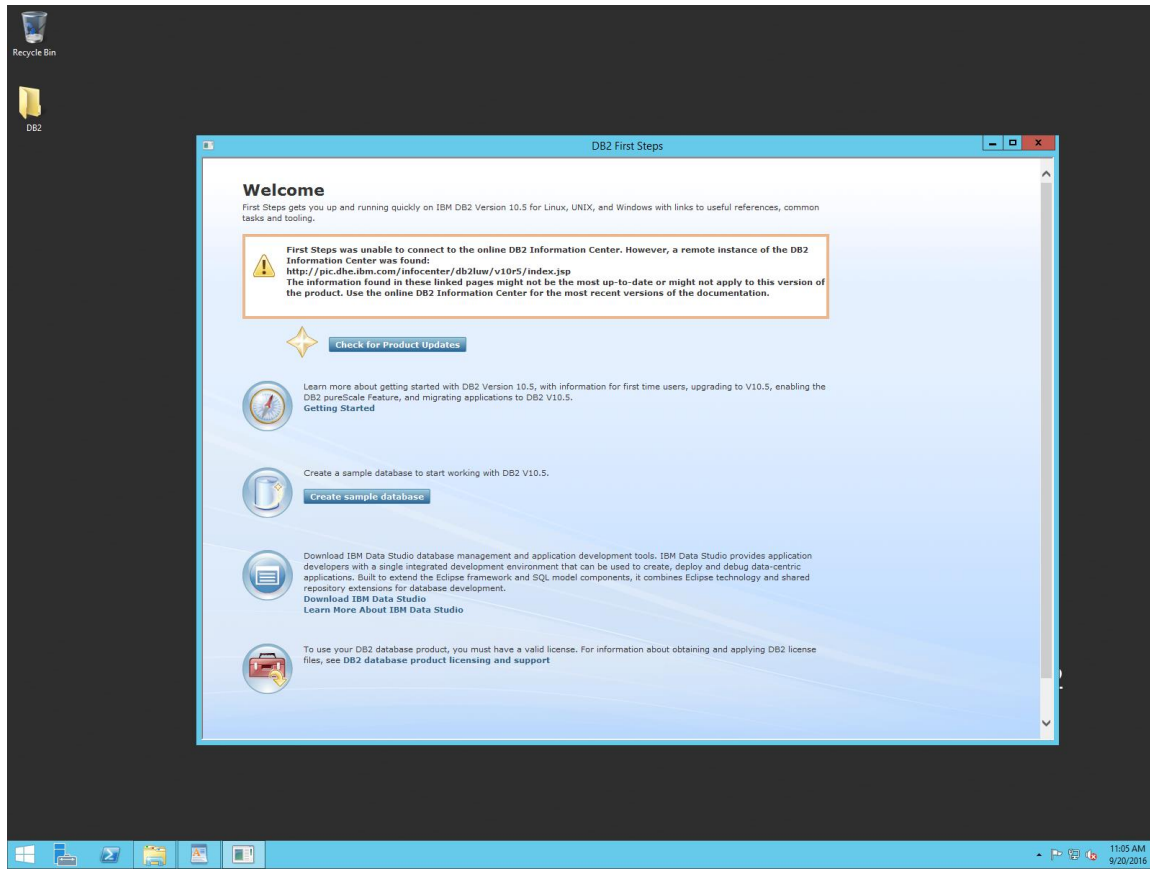 Recycle Bin
DB2
DB2 First Steps
Welcome
First Steps gets you up and running quickly on IBM DB2 Version 10.5 for Linux, UNIX, and Windows with links to useful references, common
tasks and tooling.
First Steps was unable to connect to the online DB2 Information Center. However, a remote instance of the DB2
Information Center was found:
http://pic.dhe.ibm.com/infocenter/db2luw/v10r5/index.jsp
The information found in these linked pages might not be the most up-to-date or might not apply to this version of
the product. Use the online DB2 Information Center for the most recent versions of the documentation.
Check for Product Updates
Learn more about getting started with DB2 Version 10.5, with information for first time users, upgrading to V10.5, enabling the
DB2 pureScale Feature, and migrating applications to DB2 V10.5.
Getting Started
Create a sample database to start working with DB2 V10.5.
Create sample database
Download IBM Data Studio database management and application development tools. IBM Data Studio provides application
developers with a single integrated development environment that can be used to create, deploy and debug data-centric
applications. Built to extend the Eclipse framework and SQL model components, it combines Eclipse technology and shared
repository extensions for database development.
Download IBM Data Studio
Learn More About IBM Data Studio
To use your DB2 database product, you must have a valid license. For information about obtaining and applying DB2 license
files, see DB2 database product licensing and support
11:05 AM
9/20/2016